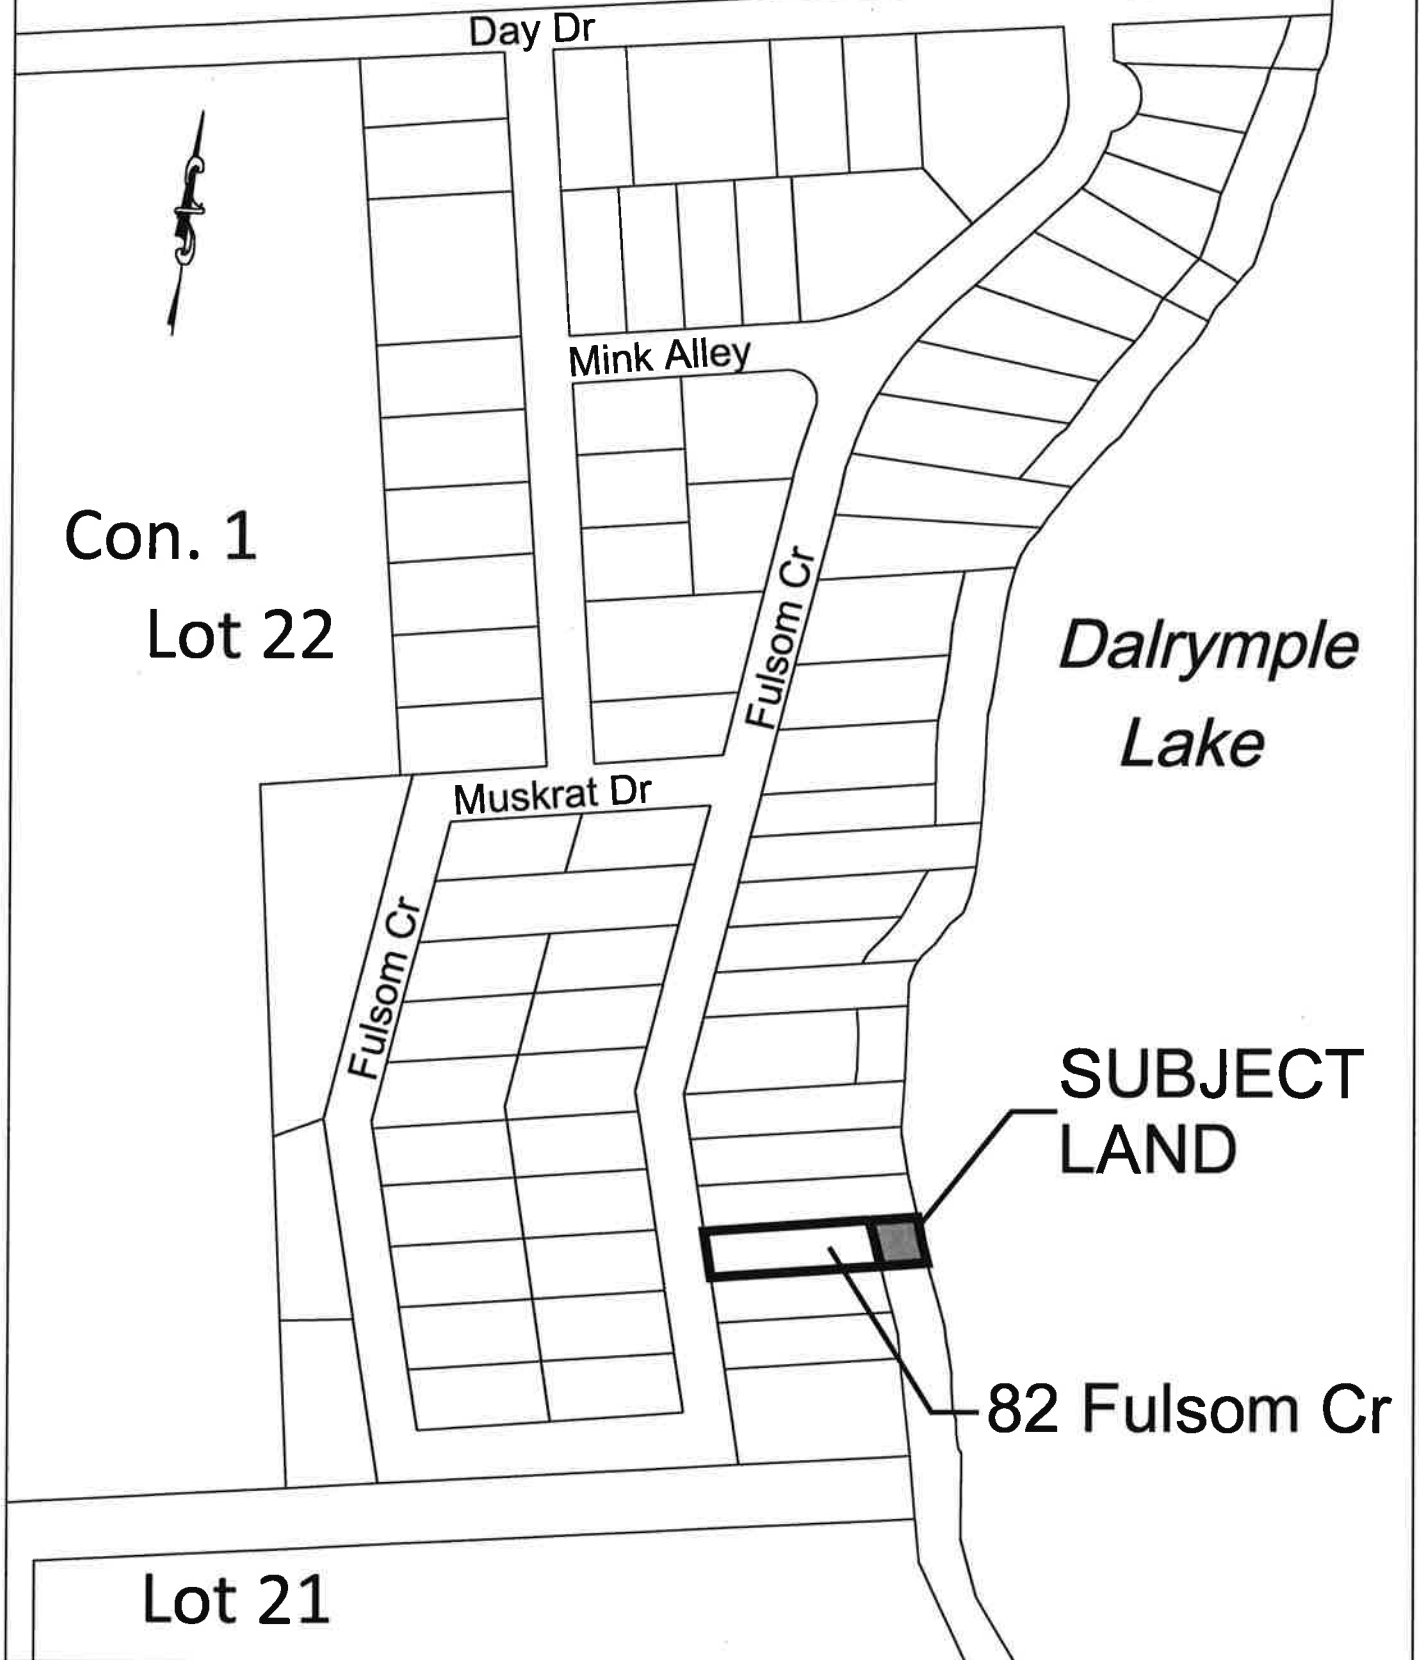 Day Dr
Mink Alley
Con. 1
Lot 22
Fulsom Cr
Dalrymple
Lake
Muskrat Dr
Fulsom Cr
SUBJECT
LAND
82 Fulsom Cr
Lot 21